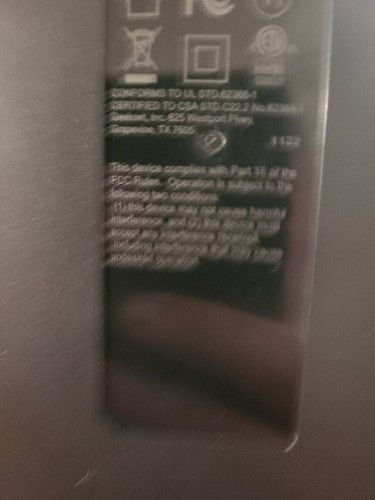 FC
CONFORMS TO UL STD.62368-1
CERTIFIED TO CSA STD.C22.2 No.62368-1
Inc. 625 Westport Pkwy,
Grapevine, TX 7605
1122
This device complies with Part 15 of the
FCC Rules. Operation is subject to the
following two conditions:
(1) this device may not cause harmful
interference, and (2) this device must
accept any interference received,
including interference that may cause
undesired operation.